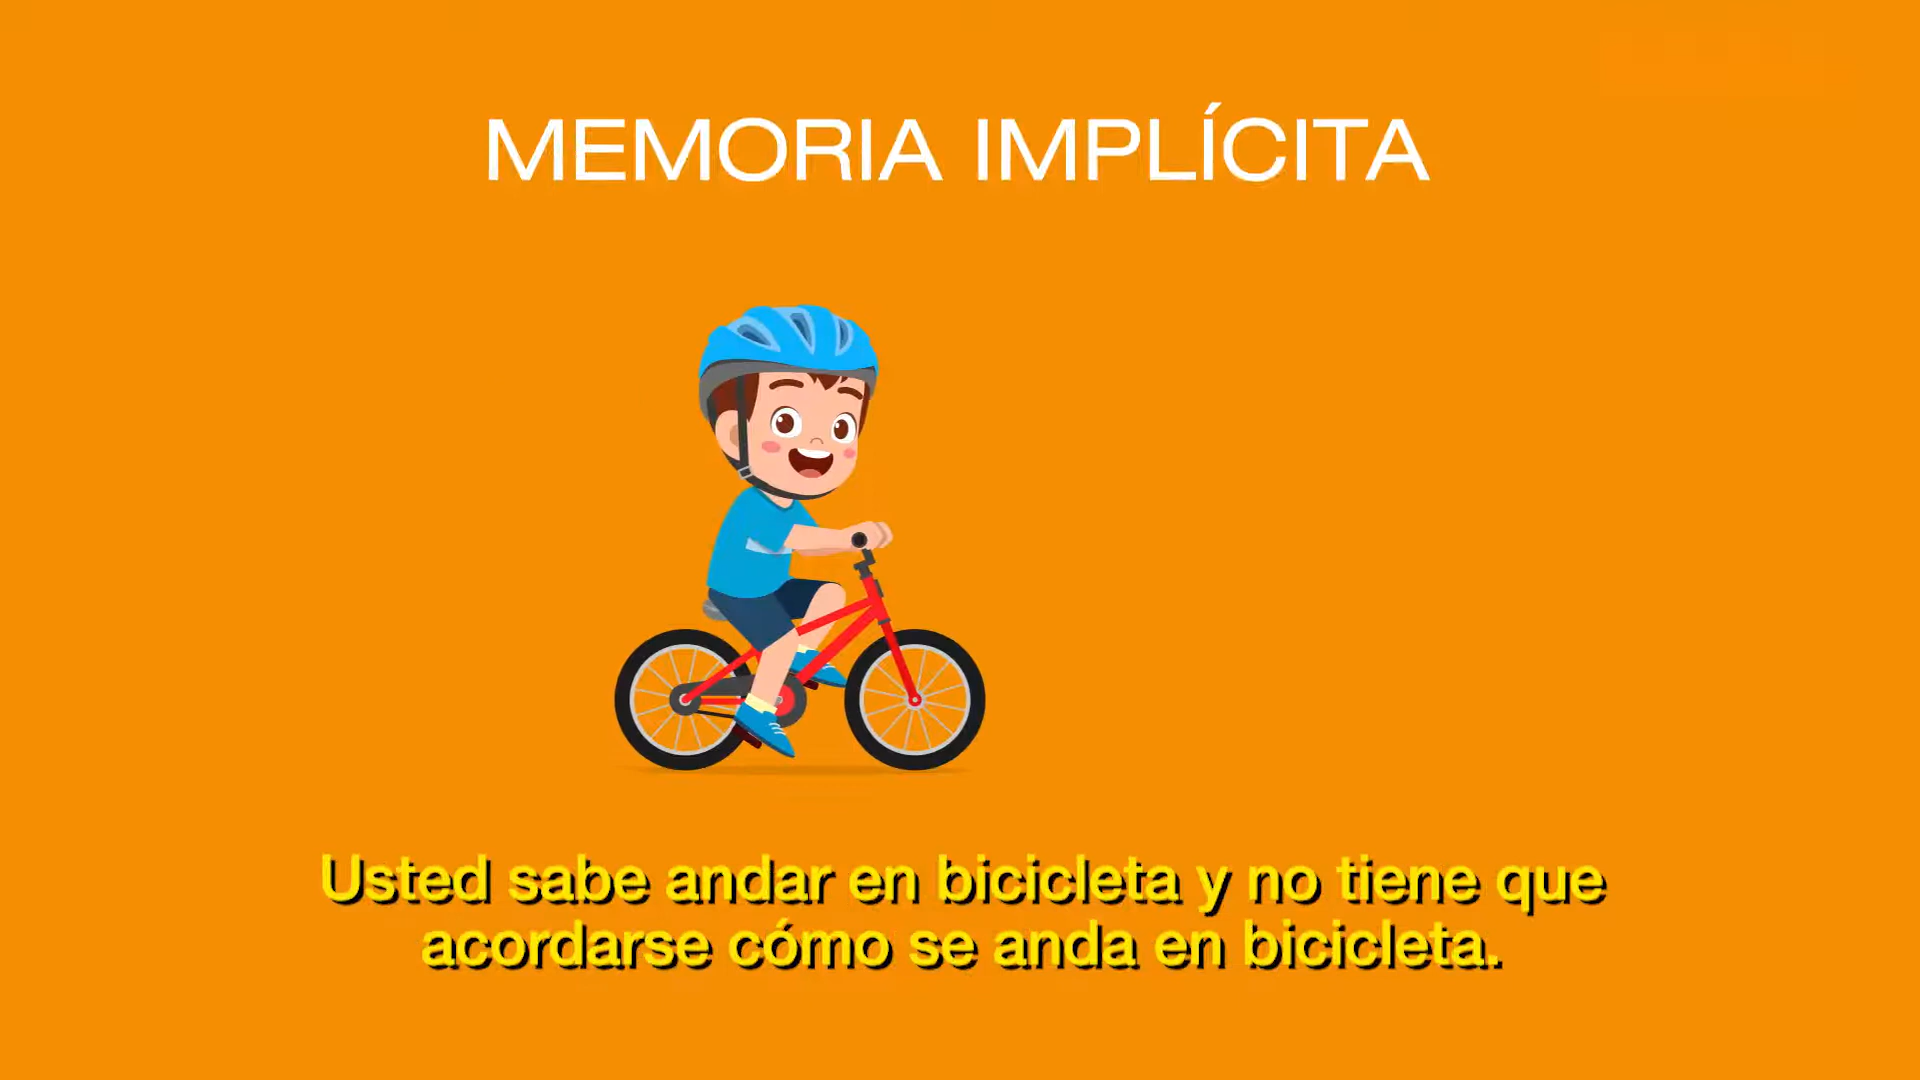 MEMORIA IMPLÍCITA
Usted sabe andar en bicicleta y no tiene que
acordarse cómo se anda en bicicleta.